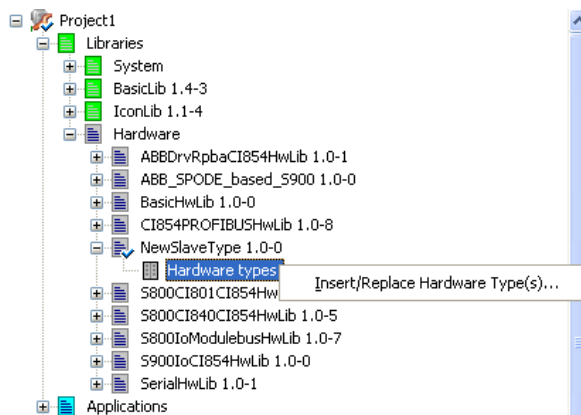 Project1
Libraries
System
BasicLib 1.4-3
IconLib 1.1-4
Hardware
ABBDrvRpbaCI854HwLib 1.0-1
ABB_SPODE_based_S900 1.0-0
BasicHwLib 1.0-0
CI854PROFIBUSHwLib 1.0-8
NewSlaveType 1.0-0
Hardware types
Insert/Replace Hardware Type(s)...
S800CI801CI854Hw
S800CI840CI854HwLib 1.0-5
S800IoModulebusHwLib 1.0-7
S900IoCI854HwLib 1.0-0
SerialHwLib 1.0-1
Applications